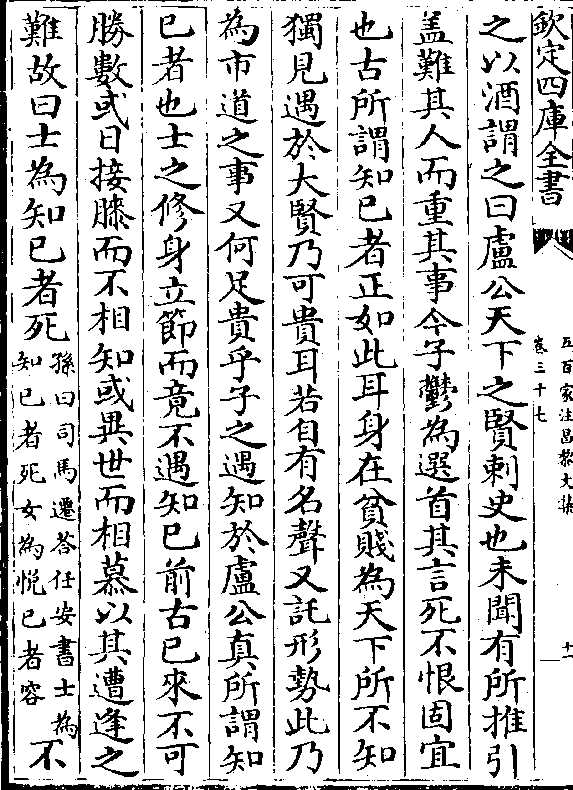 欽定四庫全書
五百家注昌黎文集
卷三十七
十一
之以酒謂之曰盧公天下之賢刺史也未聞有所推引
盖難其人而重其事今子鬱為選首其言死不恨固宜
也古所謂知已者正如此耳身在貧賤為天下所不知
獨見遇於大賢乃可貴耳若自有名聲又託形勢此乃
為市道之事又何足貴乎子之遇知於盧公真所謂知
已者也士之修身立節而竟不遇知已前古已來不可
勝數或日接膝而不相知或異世而相慕以其遭逢之
難故曰士為知已者死
孫曰司馬遷答任安書士為
知已者死女為悦已者容
不